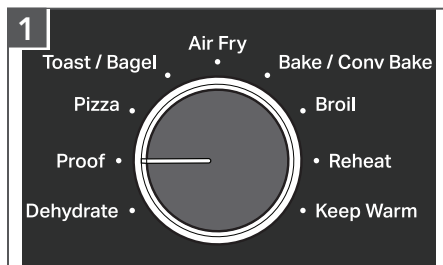 1
Air Fry
Toast / Bagel
Bake / Conv Bake
Pizza
Broil
Proof
Reheat
Dehydrate
Keep Warm